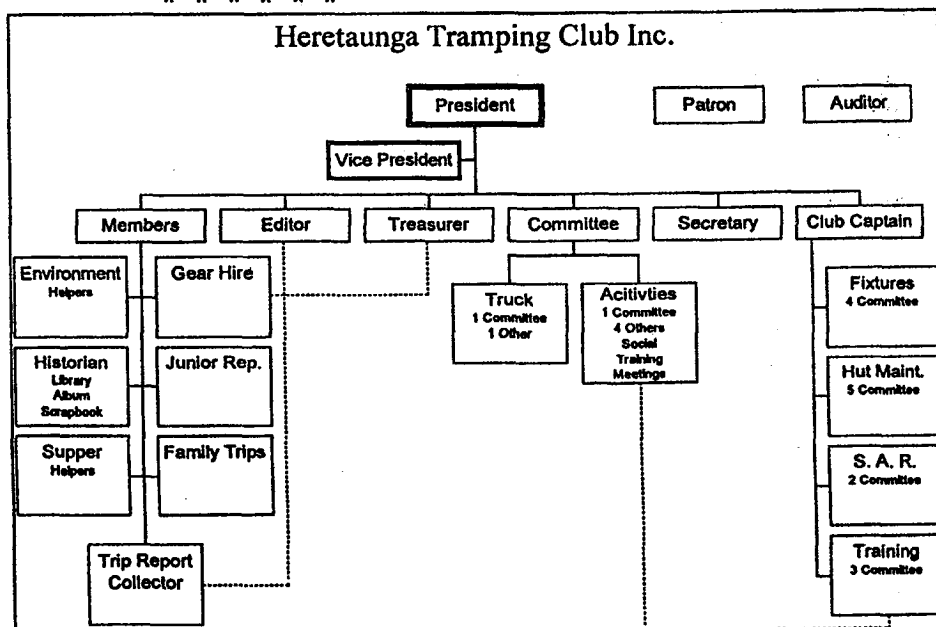 Heretaunga Tramping Club Inc.
President
Patron
Auditor
Vice President
Members
Editor
Treasurer
Committee
Secretary
Club Captain
Environment
Helpers
Gear Hire
Truck
1 Committee
1 Other
Acitivties
1 Committee
4 Others
Social
Training
Meetings
Fixtures
4 Committee
Historian
Library
Album
Scrapbook
Junior Rep.
Hut Maint.
5 Committee
Supper
Helpers
Family Trips
S. A. R.
2 Committee
Trip Report
Collector
Training
3 Committee